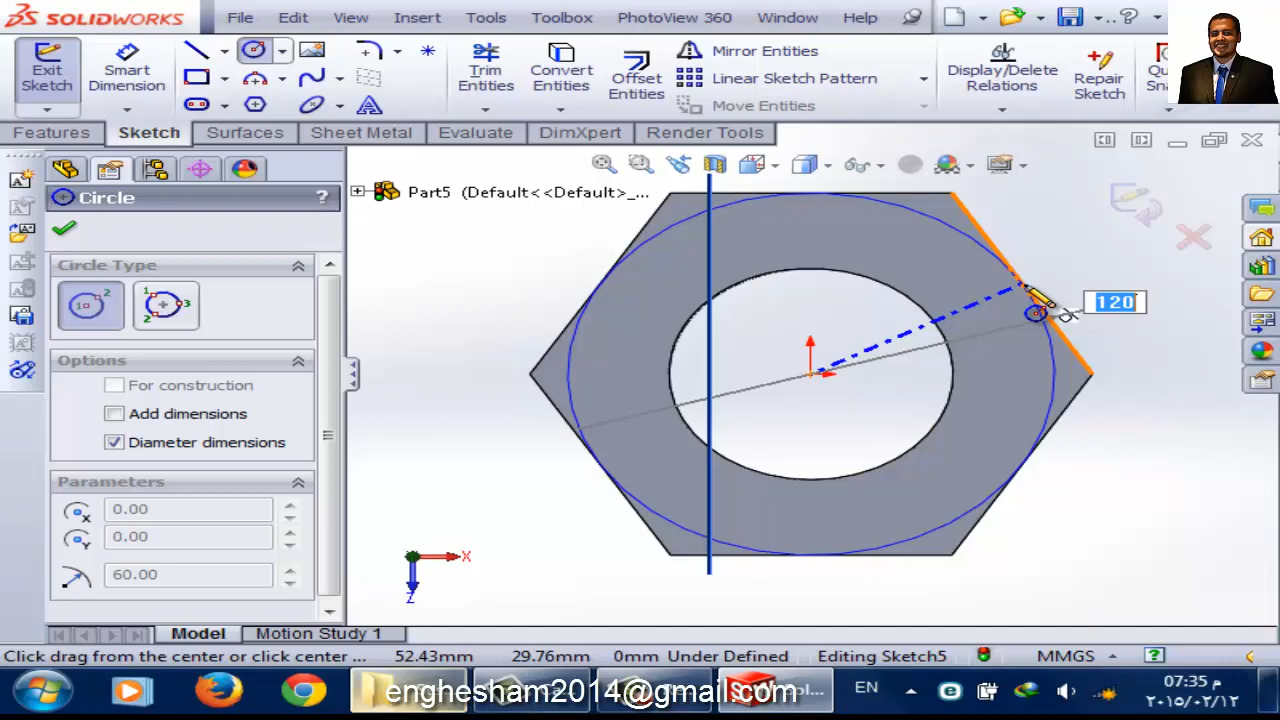 SOLIDWORKS File Edit View Insert Tools Toolbox PhotoView 360 Window Help
Exit Sketch
Smart Dimension
Trim Entities
Convert Entities
Offset Entities
Mirror Entities
Linear Sketch Pattern
Move Entities
Display/Delete Relations
Repair Sketch
Features Sketch Surfaces Sheet Metal Evaluate DimXpert Render Tools
Circle ?
Part5 (Default<<Default>_...
Circle Type
Options
For construction
Add dimensions
Diameter dimensions
Parameters
0.00
0.00
60.00
120
X
Z
Model Motion Study 1
Click drag from the center or click center ... 52.43mm 29.76mm 0mm Under Defined Editing Sketch5 MMGS
enghesham2014@gmail.com
EN
07:35 م
٢٠١٥/٠٢/١٢